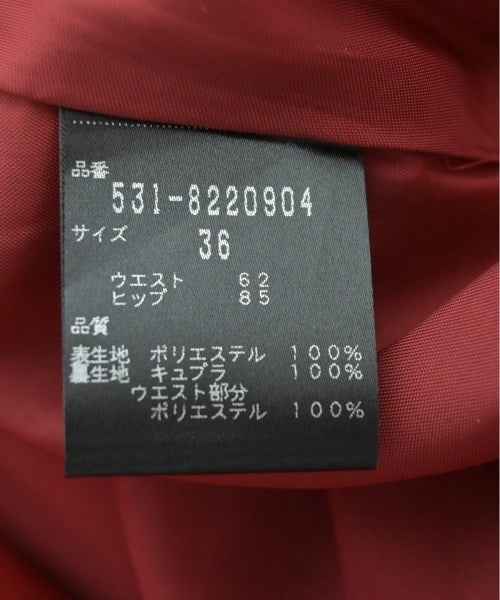 品番
531-8220904
サイズ
36
ウエスト 62
ヒップ 85
品質
表生地 ポリエステル 100%
裏生地 キュプラ 100%
ウエスト部分
ポリエステル 100%